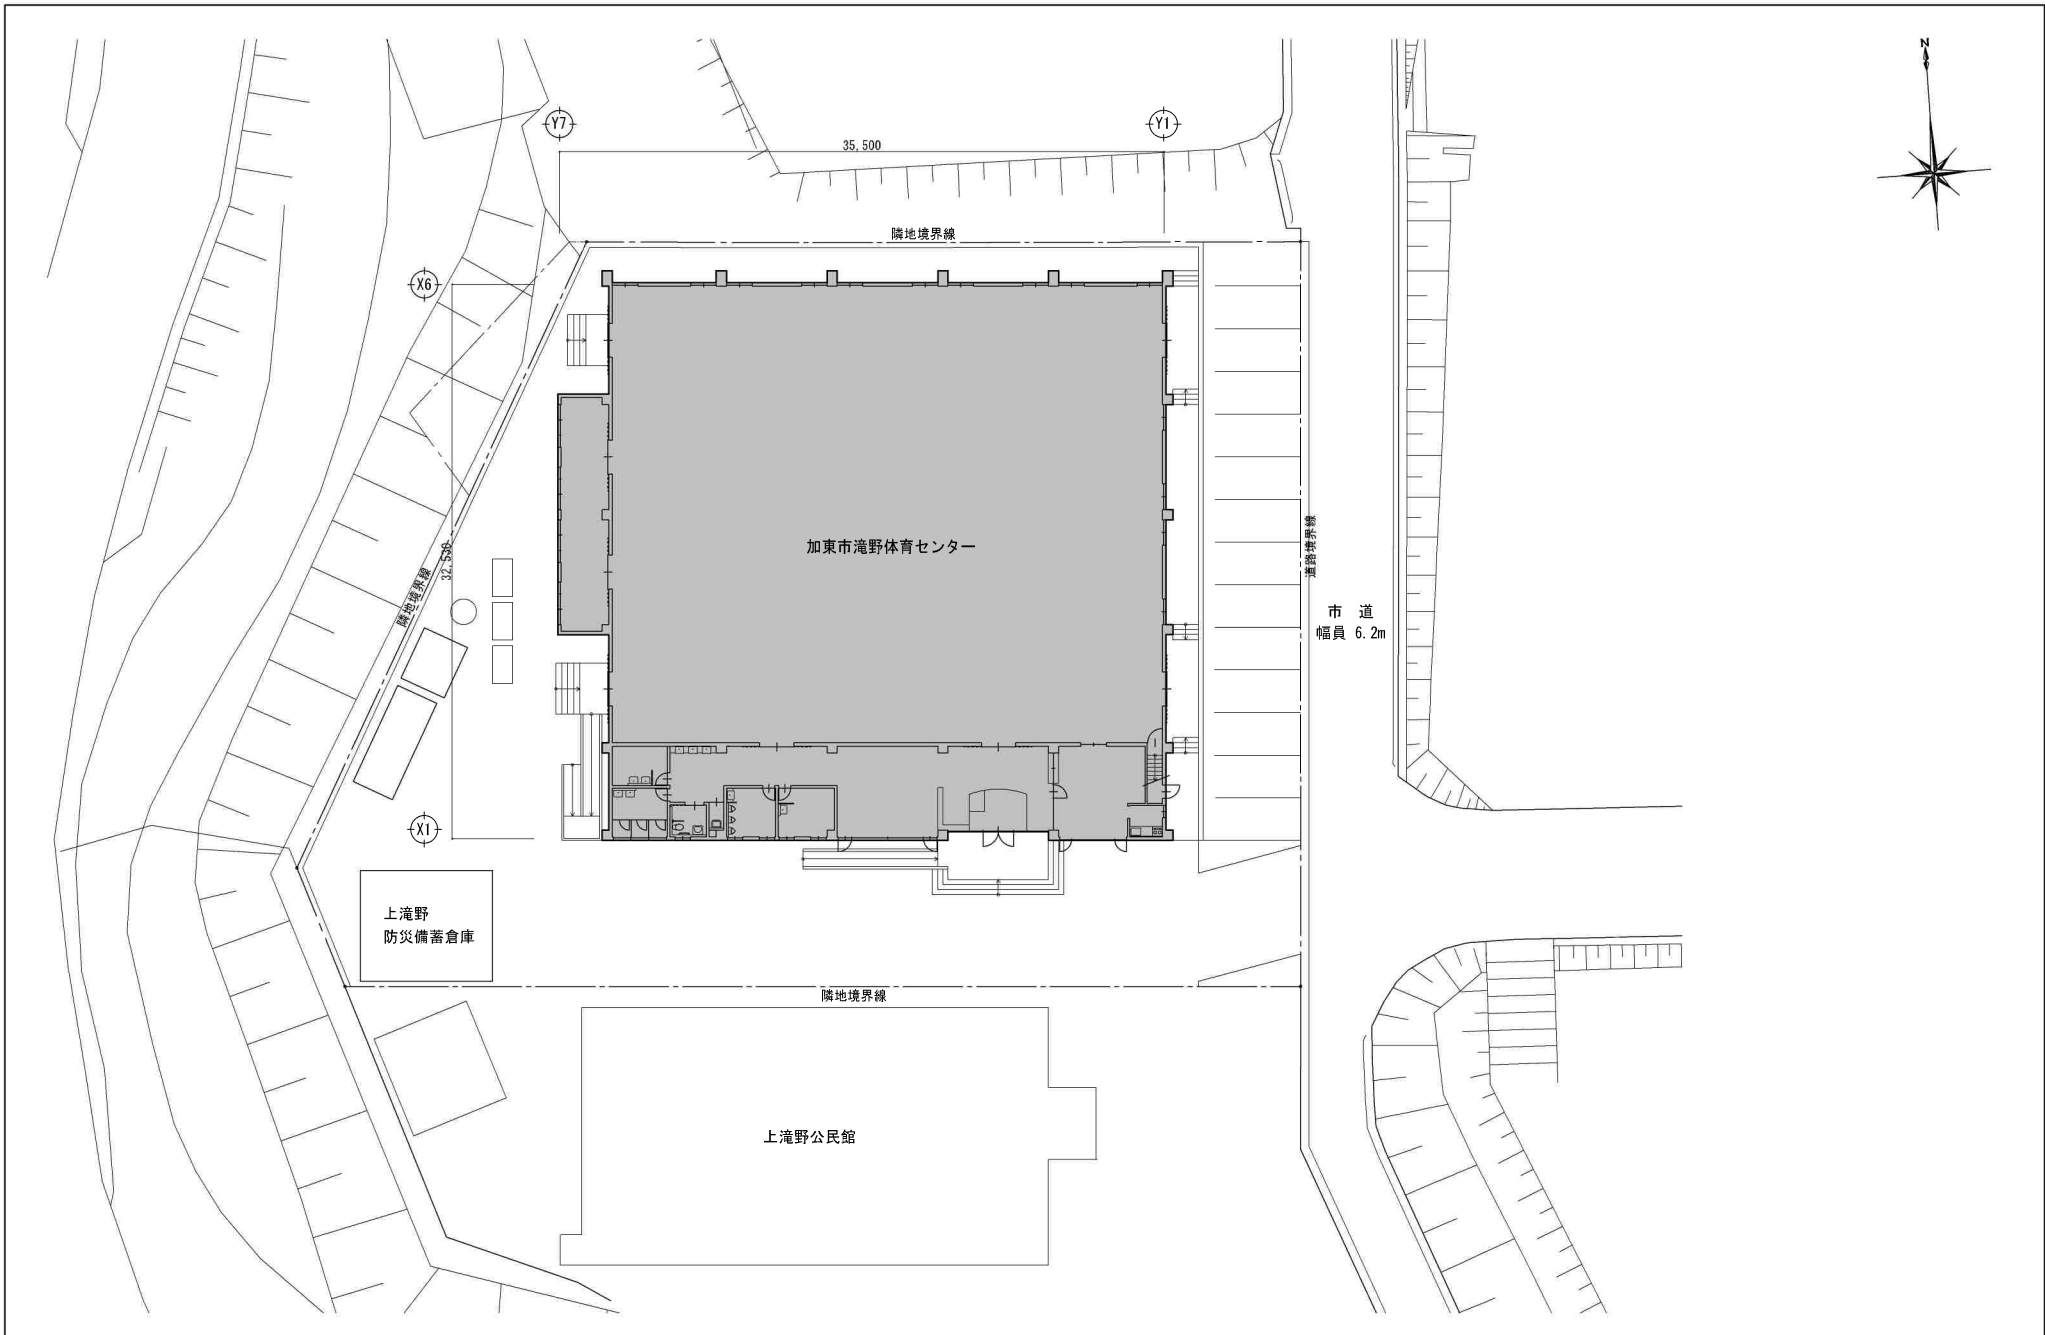 N
Y7
Y1
35,500
隣地境界線
X6
加東市滝野体育センター
32,530
隣地境界線
道路境界線
市 道
幅員 6.2m
X1
上滝野
防災備蓄倉庫
隣地境界線
上滝野公民館